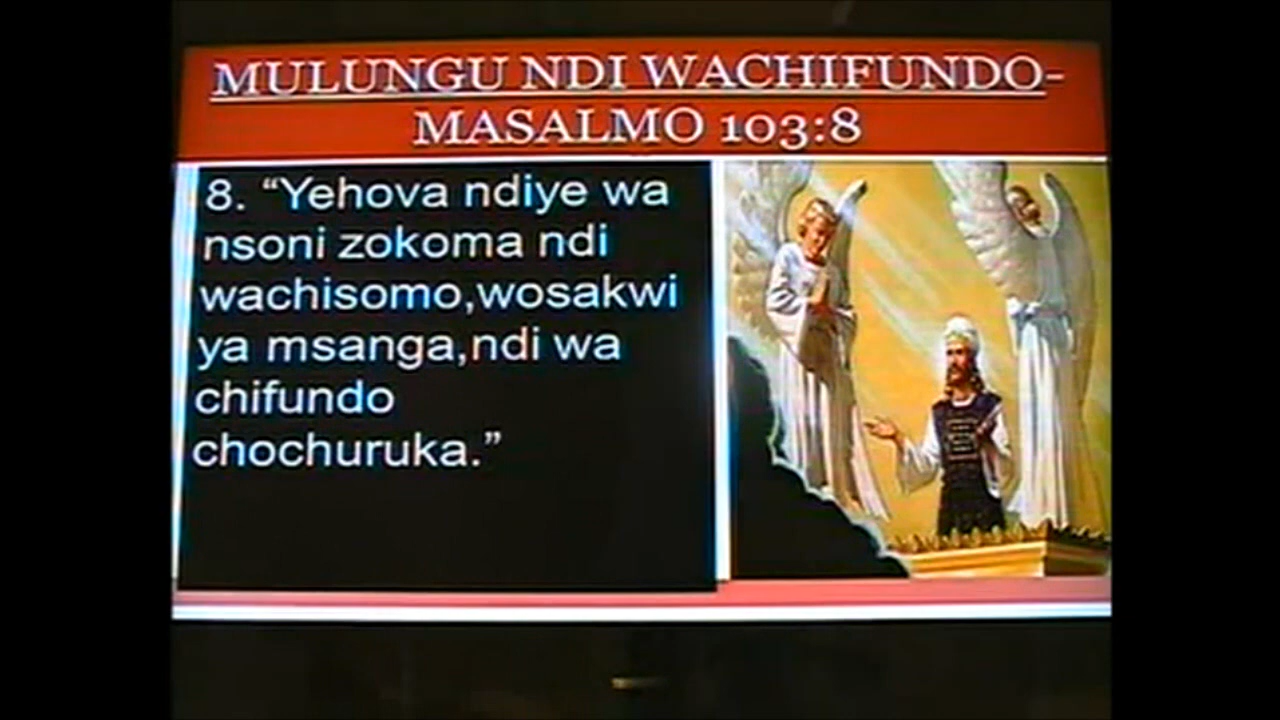 MULUNGU NDI WACHIFUNDO-
MASALMO 103:8
8. “Yehova ndiye wa
nsoni zokoma ndi
wachisomo,wosakwi
ya msanga,ndi wa
chifundo
chochuruka.”